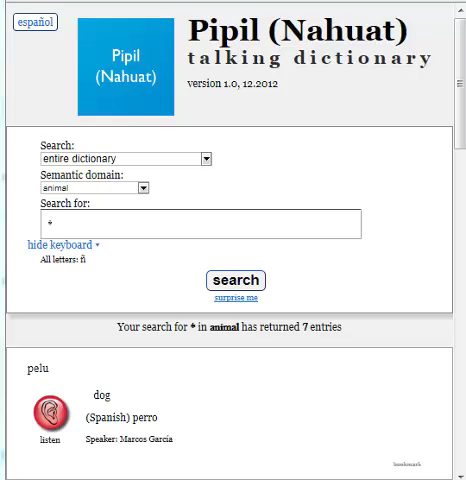 español
Pipil
(Nahuat)
Pipil (Nahuat)
talking dictionary
version 1.0, 12.2012
Search:
entire dictionary
Semantic domain:
animal
Search for:
*
hide keyboard
All letters: ñ
search
surprise me
Your search for * in animal has returned 7 entries
pelu
dog
(Spanish) perro
listen
Speaker: Marcos García
bookmark